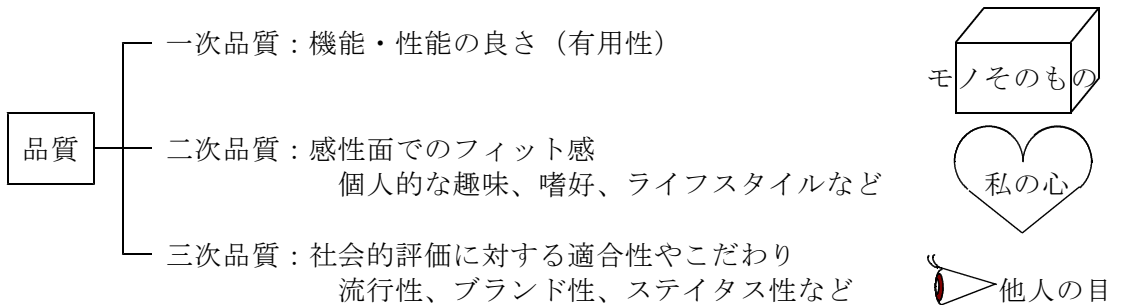 一次品質：機能・性能の良さ（有用性）
モノそのもの
品質
二次品質：感性面でのフィット感
個人的な趣味、嗜好、ライフスタイルなど
私の心
三次品質：社会的評価に対する適合性やこだわり
流行性、ブランド性、ステイタス性など
他人の目